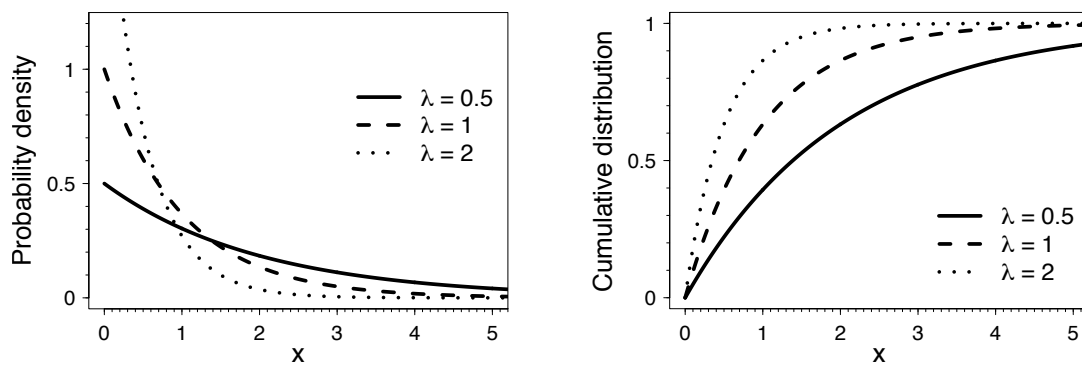 Probability density
1
0.5
0
0 1 2 3 4 5
x
λ = 0.5
λ = 1
λ = 2
Cumulative distribution
1
0.5
0
0 1 2 3 4 5
x
λ = 0.5
λ = 1
λ = 2